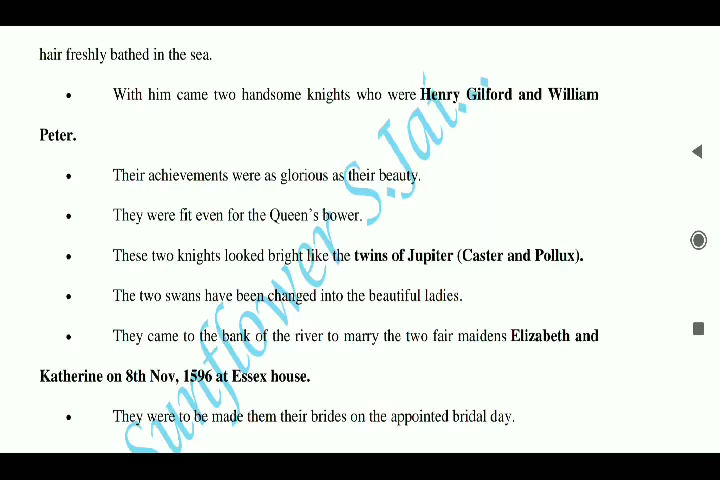 hair freshly bathed in the sea.
• With him came two handsome knights who were Henry Gilford and William
Peter.
• Their achievements were as glorious as their beauty.
• They were fit even for the Queen's bower.
• These two knights looked bright like the twins of Jupiter (Caster and Pollux).
• The two swans have been changed into the beautiful ladies.
• They came to the bank of the river to marry the two fair maidens Elizabeth and
Katherine on 8th Nov, 1596 at Essex house.
• They were to be made them their brides on the appointed bridal day.
Sunflower S.Jat...